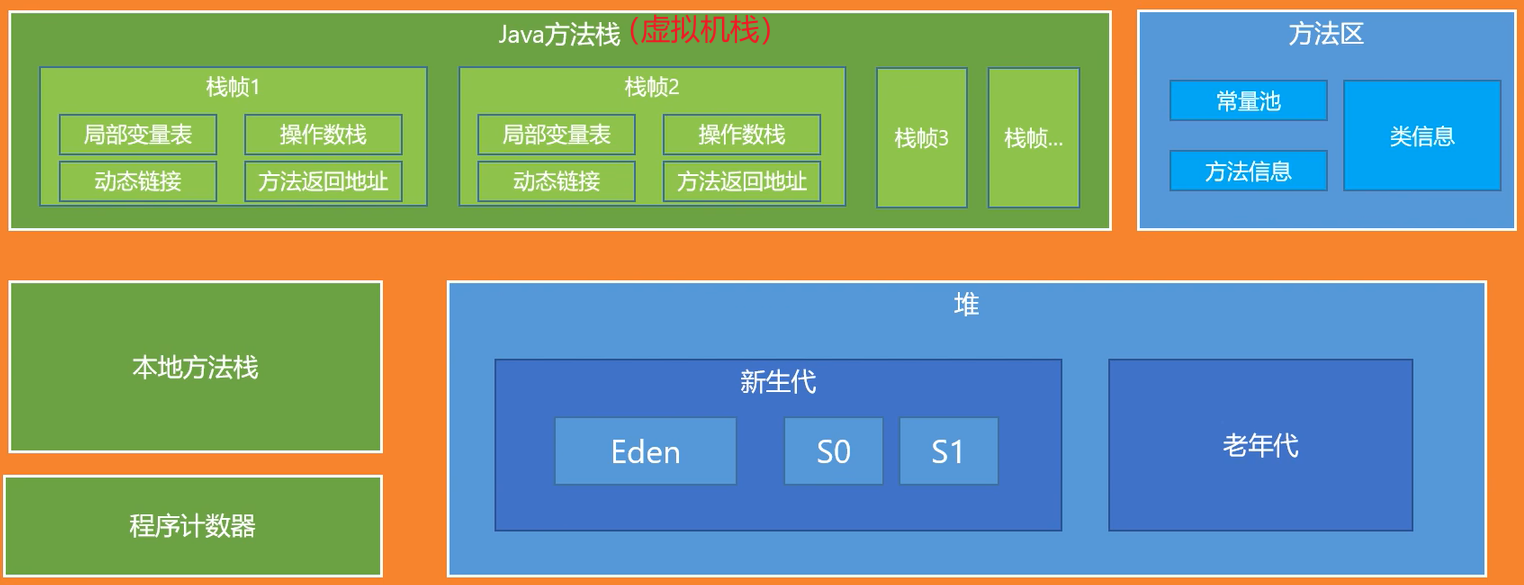 Java方法栈(虚拟机栈)
栈帧1
局部变量表
操作数栈
动态链接
方法返回地址
栈帧2
局部变量表
操作数栈
动态链接
方法返回地址
栈帧3
栈帧...
方法区
常量池
类信息
方法信息
本地方法栈
程序计数器
堆
新生代
Eden
S0
S1
老年代